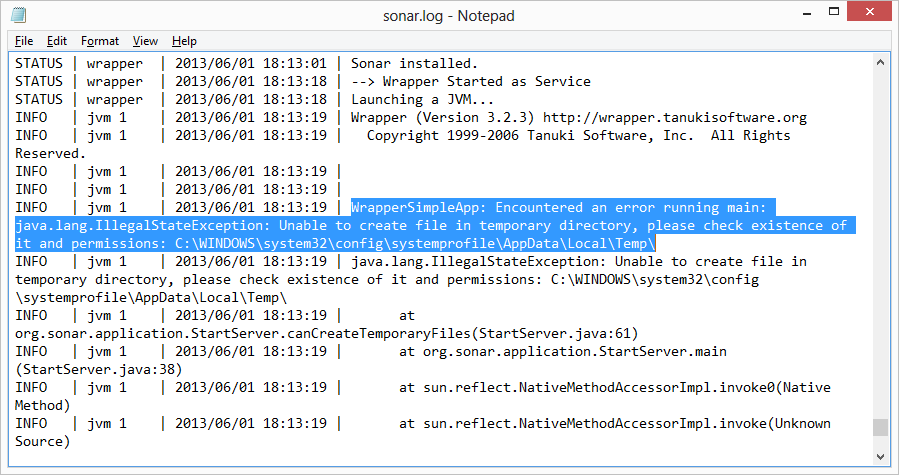 sonar.log - Notepad
File Edit Format View Help
STATUS | wrapper  | 2013/06/01 18:13:01 | Sonar installed.
STATUS | wrapper  | 2013/06/01 18:13:18 | --> Wrapper Started as Service
STATUS | wrapper  | 2013/06/01 18:13:18 | Launching a JVM...
INFO   | jvm 1    | 2013/06/01 18:13:19 | Wrapper (Version 3.2.3) http://wrapper.tanukisoftware.org
INFO   | jvm 1    | 2013/06/01 18:13:19 |   Copyright 1999-2006 Tanuki Software, Inc.  All Rights
Reserved.
INFO   | jvm 1    | 2013/06/01 18:13:19 |
INFO   | jvm 1    | 2013/06/01 18:13:19 |
INFO   | jvm 1    | 2013/06/01 18:13:19 | WrapperSimpleApp: Encountered an error running main:
java.lang.IllegalStateException: Unable to create file in temporary directory, please check existence of
it and permissions: C:\WINDOWS\system32\config\systemprofile\AppData\Local\Temp\
INFO   | jvm 1    | 2013/06/01 18:13:19 | java.lang.IllegalStateException: Unable to create file in
temporary directory, please check existence of it and permissions: C:\WINDOWS\system32\config
\systemprofile\AppData\Local\Temp\
INFO   | jvm 1    | 2013/06/01 18:13:19 |       at
org.sonar.application.StartServer.canCreateTemporaryFiles(StartServer.java:61)
INFO   | jvm 1    | 2013/06/01 18:13:19 |       at org.sonar.application.StartServer.main
(StartServer.java:38)
INFO   | jvm 1    | 2013/06/01 18:13:19 |       at sun.reflect.NativeMethodAccessorImpl.invoke0(Native
Method)
INFO   | jvm 1    | 2013/06/01 18:13:19 |       at sun.reflect.NativeMethodAccessorImpl.invoke(Unknown
Source)